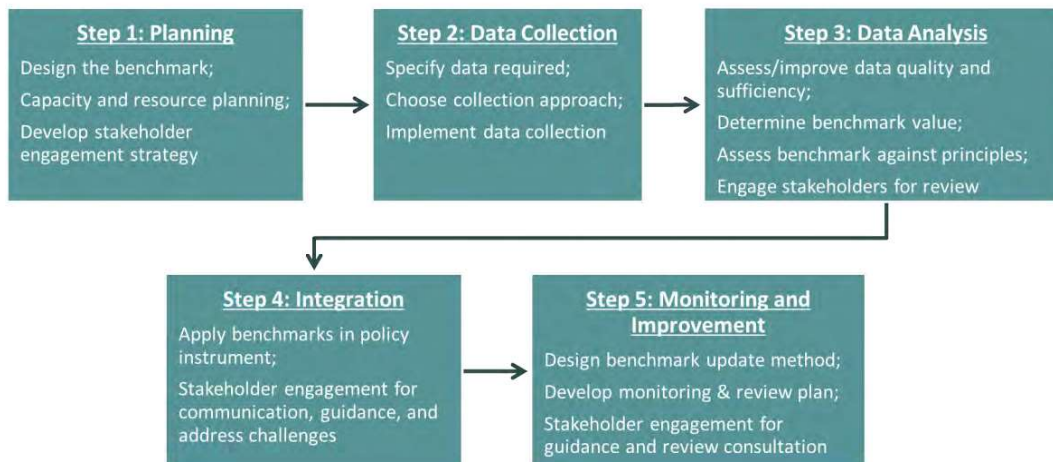 Step 1: Planning
Design the benchmark;
Capacity and resource planning;
Develop stakeholder
engagement strategy
Step 2: Data Collection
Specify data required;
Choose collection approach;
Implement data collection
Step 3: Data Analysis
Assess/improve data quality and
sufficiency;
Determine benchmark value;
Assess benchmark against principles;
Engage stakeholders for review
Step 4: Integration
Apply benchmarks in policy
instrument;
Stakeholder engagement for
communication, guidance, and
address challenges
Step 5: Monitoring and
Improvement
Design benchmark update method;
Develop monitoring & review plan;
Stakeholder engagement for
guidance and review consultation